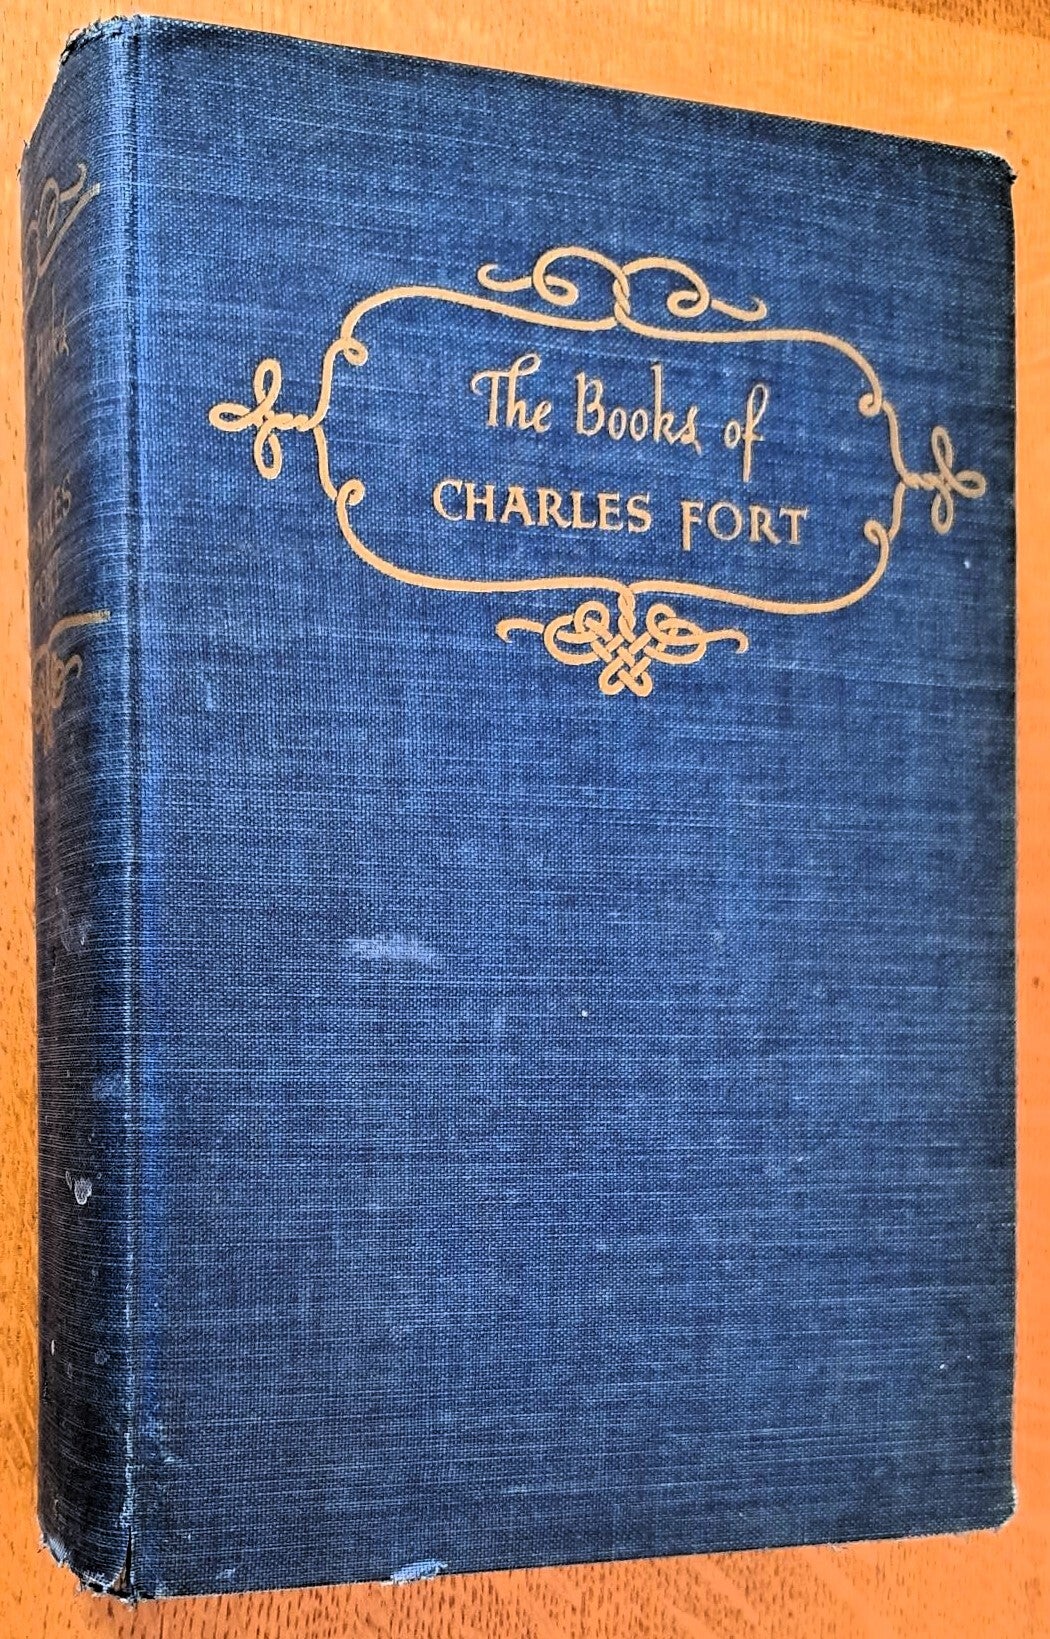 The Books of
CHARLES FORT